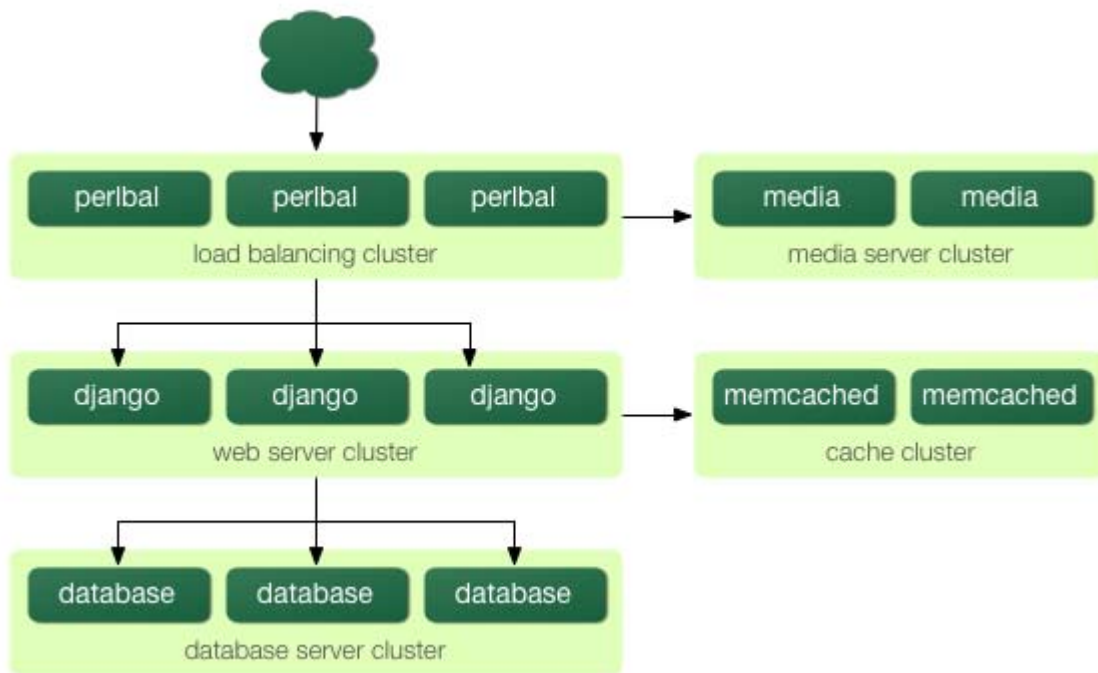 perlbal perlbal perlbal
load balancing cluster
media media
media server cluster
django django django
web server cluster
memcached memcached
cache cluster
database database database
database server cluster